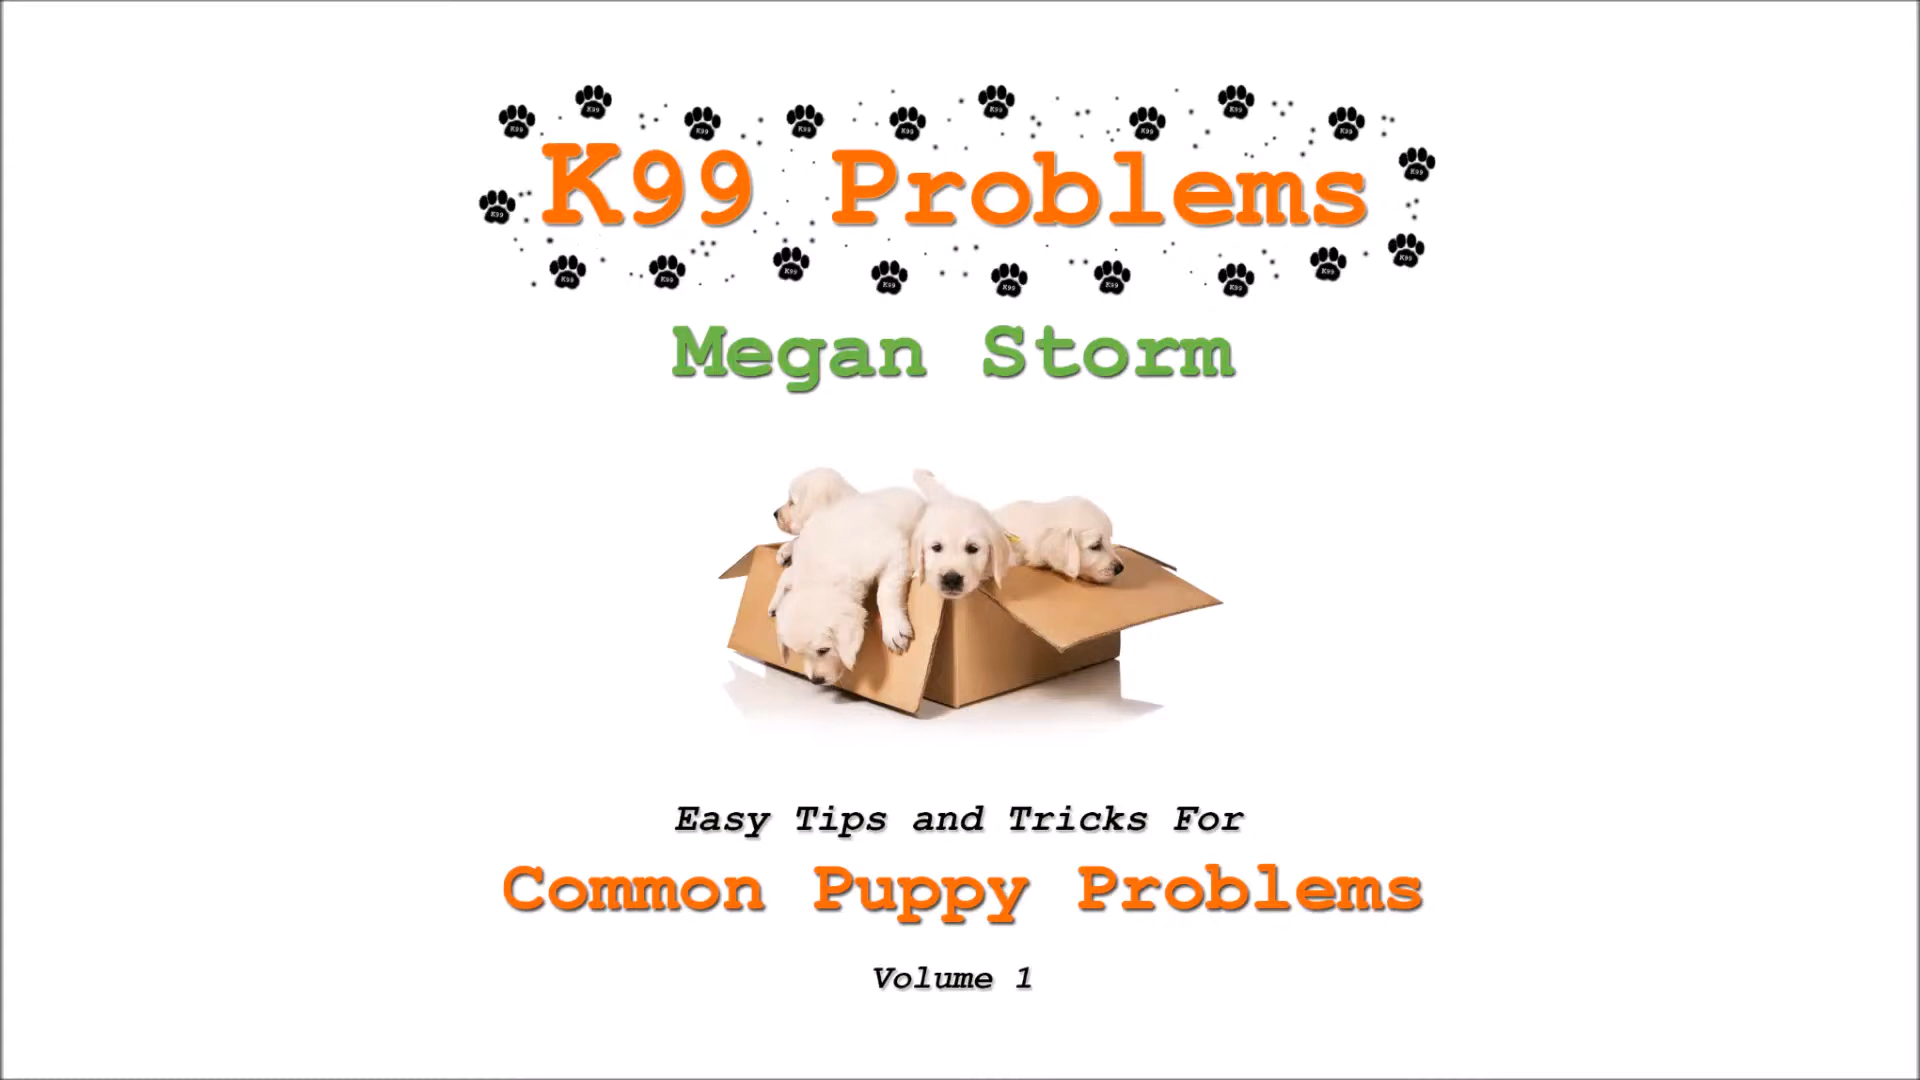 K99 Problems
Megan Storm
Easy Tips and Tricks For
Common Puppy Problems
Volume 1